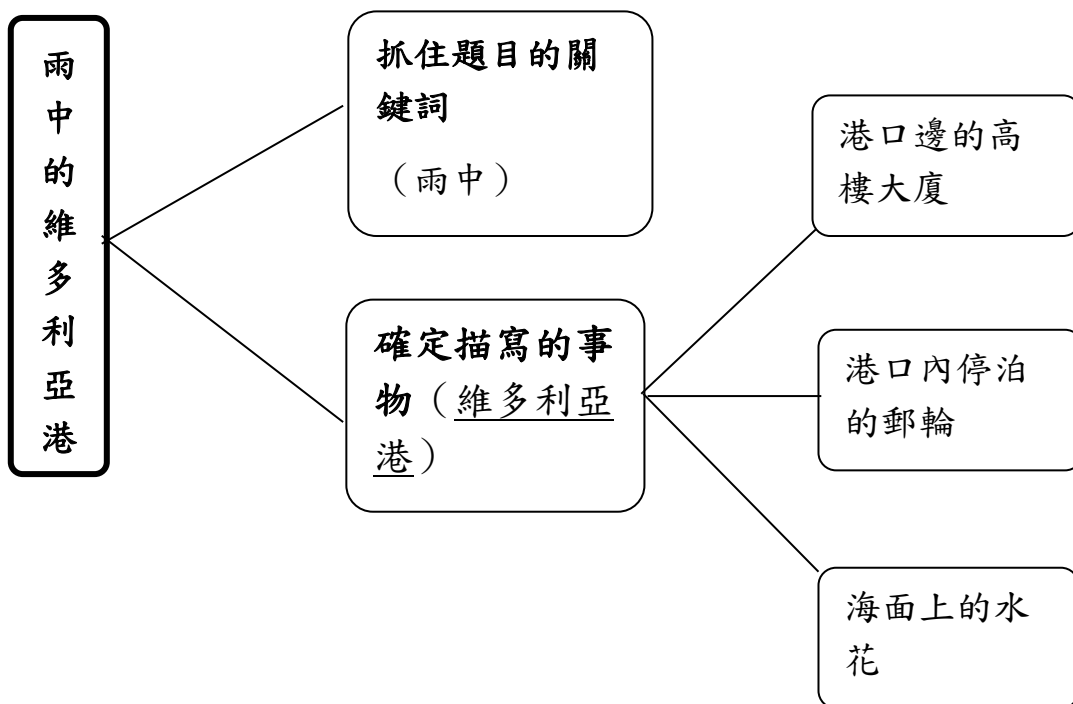 雨中的維多利亞港
抓住題目的關
鍵詞
（雨中）
確定描寫的事
物（維多利亞
港）
港口邊的高
樓大廈
港口內停泊
的郵輪
海面上的水
花